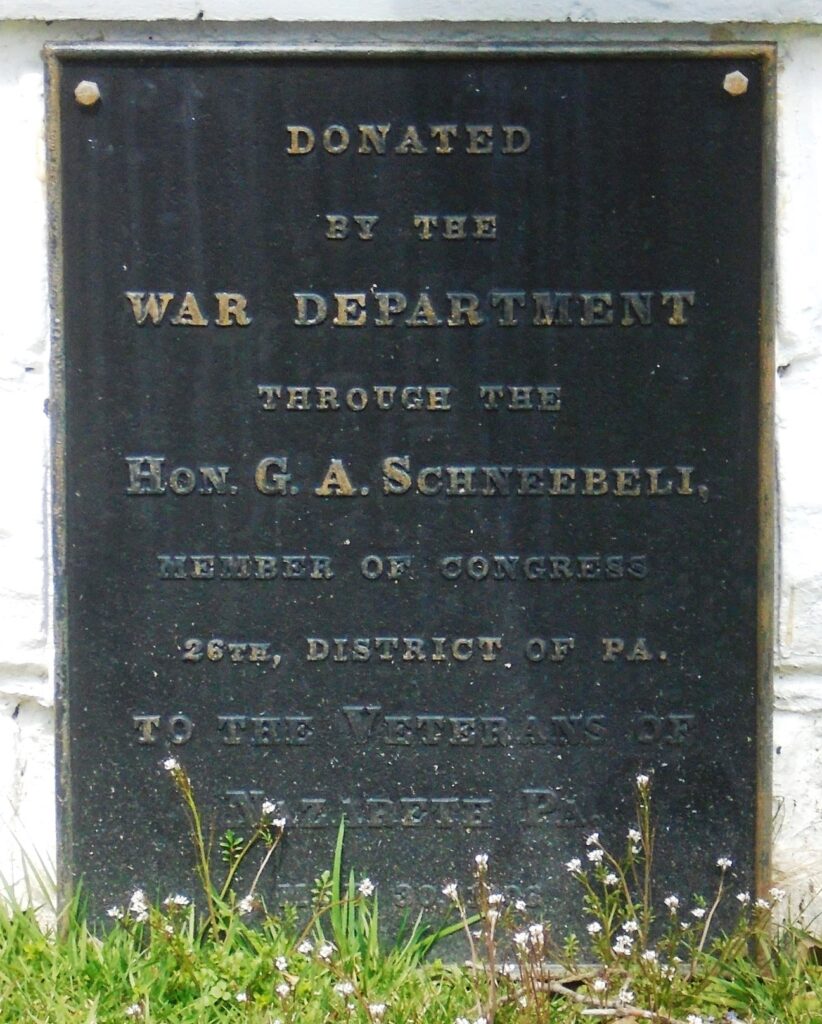 DONATED
BY THE
WAR DEPARTMENT
THROUGH THE
HON. G. A. SCHNEEBELI,
MEMBER OF CONGRESS
26TH, DISTRICT OF PA.
TO THE VETERANS OF
NAZARETH PA.
30